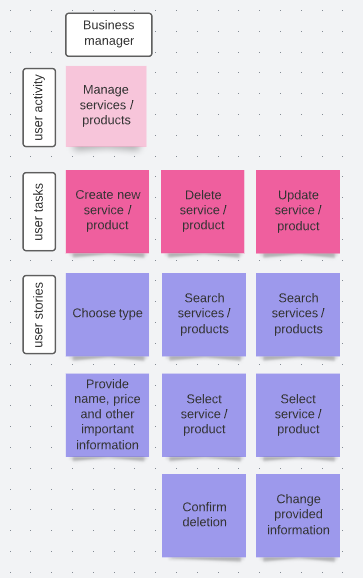 Business
manager
user activity
Manage
services /
products
user tasks
Create new
service /
product
Delete
service /
product
Update
service /
product
user stories
Choose type
Search
services /
products
Search
services /
products
Provide
name, price
and other
important
information
Select
service /
product
Select
service /
product
Confirm
deletion
Change
provided
information